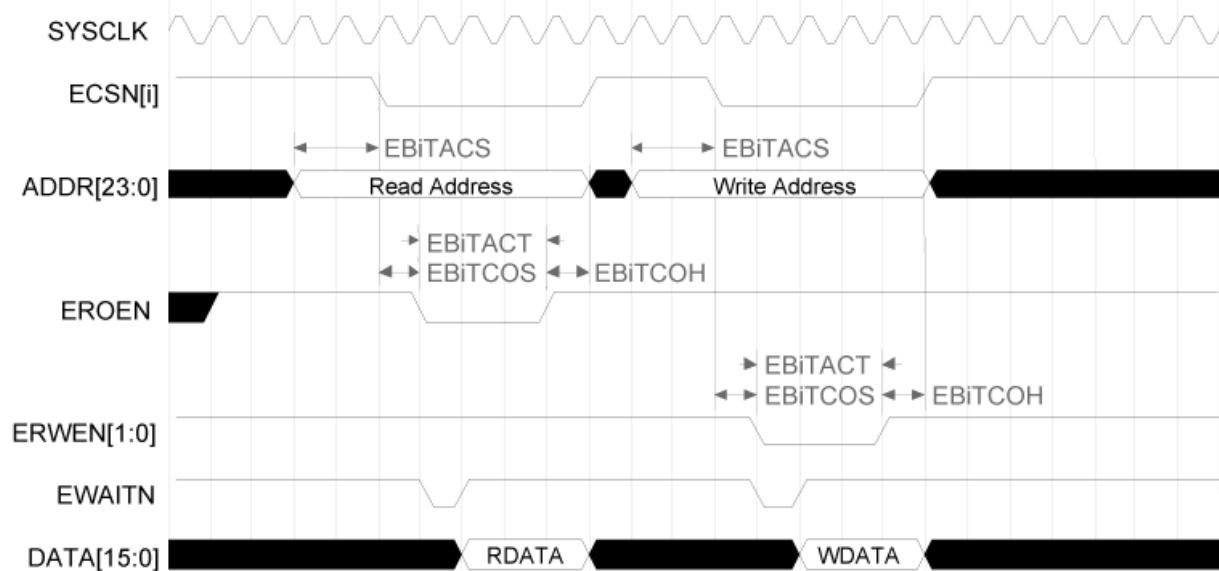 SYSCLK
ECSN[i]
EBiTACS EBiTACS
ADDR[23:0] Read Address Write Address
EBiTACT
EBiTCOS EBiTCOH
EROEN
EBiTACT
EBiTCOS EBiTCOH
ERWEN[1:0]
EWAITN
DATA[15:0] RDATA WDATA